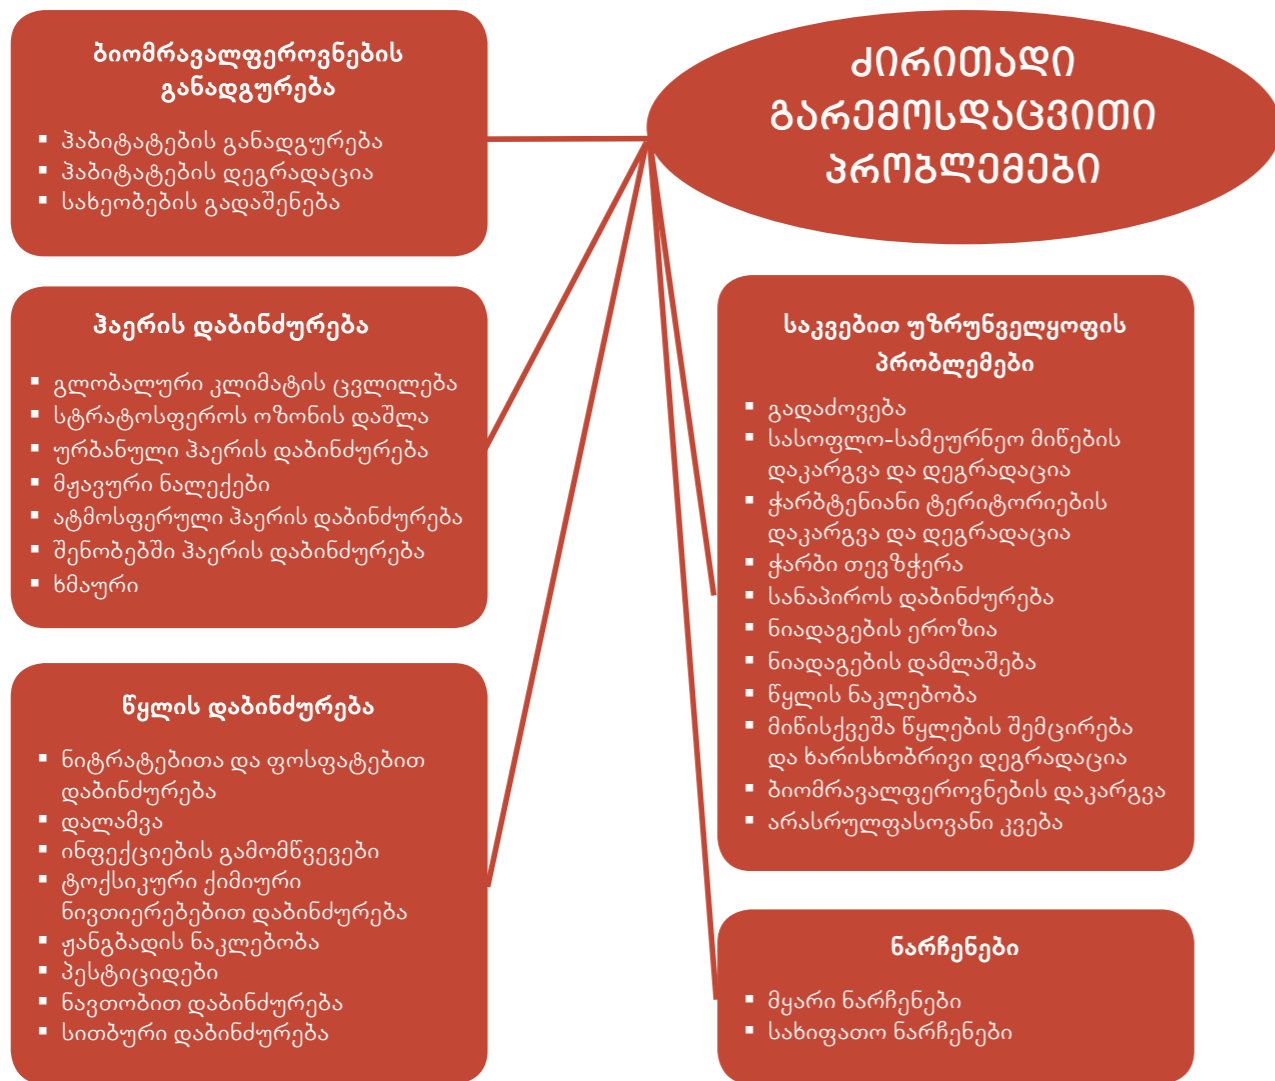 ძირითადი
გარემოსდაცვითი
პრობლემები
ბიომრავალფეროვნების
განადგურება
▪ ჰაბიტატების განადგურება
▪ ჰაბიტატების დეგრადაცია
▪ სახეობების გადაშენება
ჰაერის დაბინძურება
▪ გლობალური კლიმატის ცვლილება
▪ სტრატოსფეროს ოზონის დაშლა
▪ ურბანული ჰაერის დაბინძურება
▪ მჟავური ნალექები
▪ ატმოსფერული ჰაერის დაბინძურება
▪ შენობებში ჰაერის დაბინძურება
▪ ხმაური
წყლის დაბინძურება
▪ ნიტრატებითა და ფოსფატებით
დაბინძურება
▪ დალამვა
▪ ინფექციების გამომწვევები
▪ ტოქსიკური ქიმიური
ნივთიერებებით დაბინძურება
▪ ჟანგბადის ნაკლებობა
▪ პესტიციდები
▪ ნავთობით დაბინძურება
▪ სითბური დაბინძურება
საკვებით უზრუნველყოფის
პრობლემები
▪ გადაძოვება
▪ სასოფლო-სამეურნეო მიწების
დაკარგვა და დეგრადაცია
▪ ჭარბტენიანი ტერიტორიების
დაკარგვა და დეგრადაცია
▪ ჭარბი თევზჭერა
▪ სანაპიროს დაბინძურება
▪ ნიადაგების ეროზია
▪ ნიადაგების დამლაშება
▪ წყლის ნაკლებობა
▪ მიწისქვეშა წყლების შემცირება
და ხარისხობრივი დეგრადაცია
▪ ბიომრავალფეროვნების დაკარგვა
▪ არასრულფასოვანი კვება
ნარჩენები
▪ მყარი ნარჩენები
▪ სახიფათო ნარჩენები